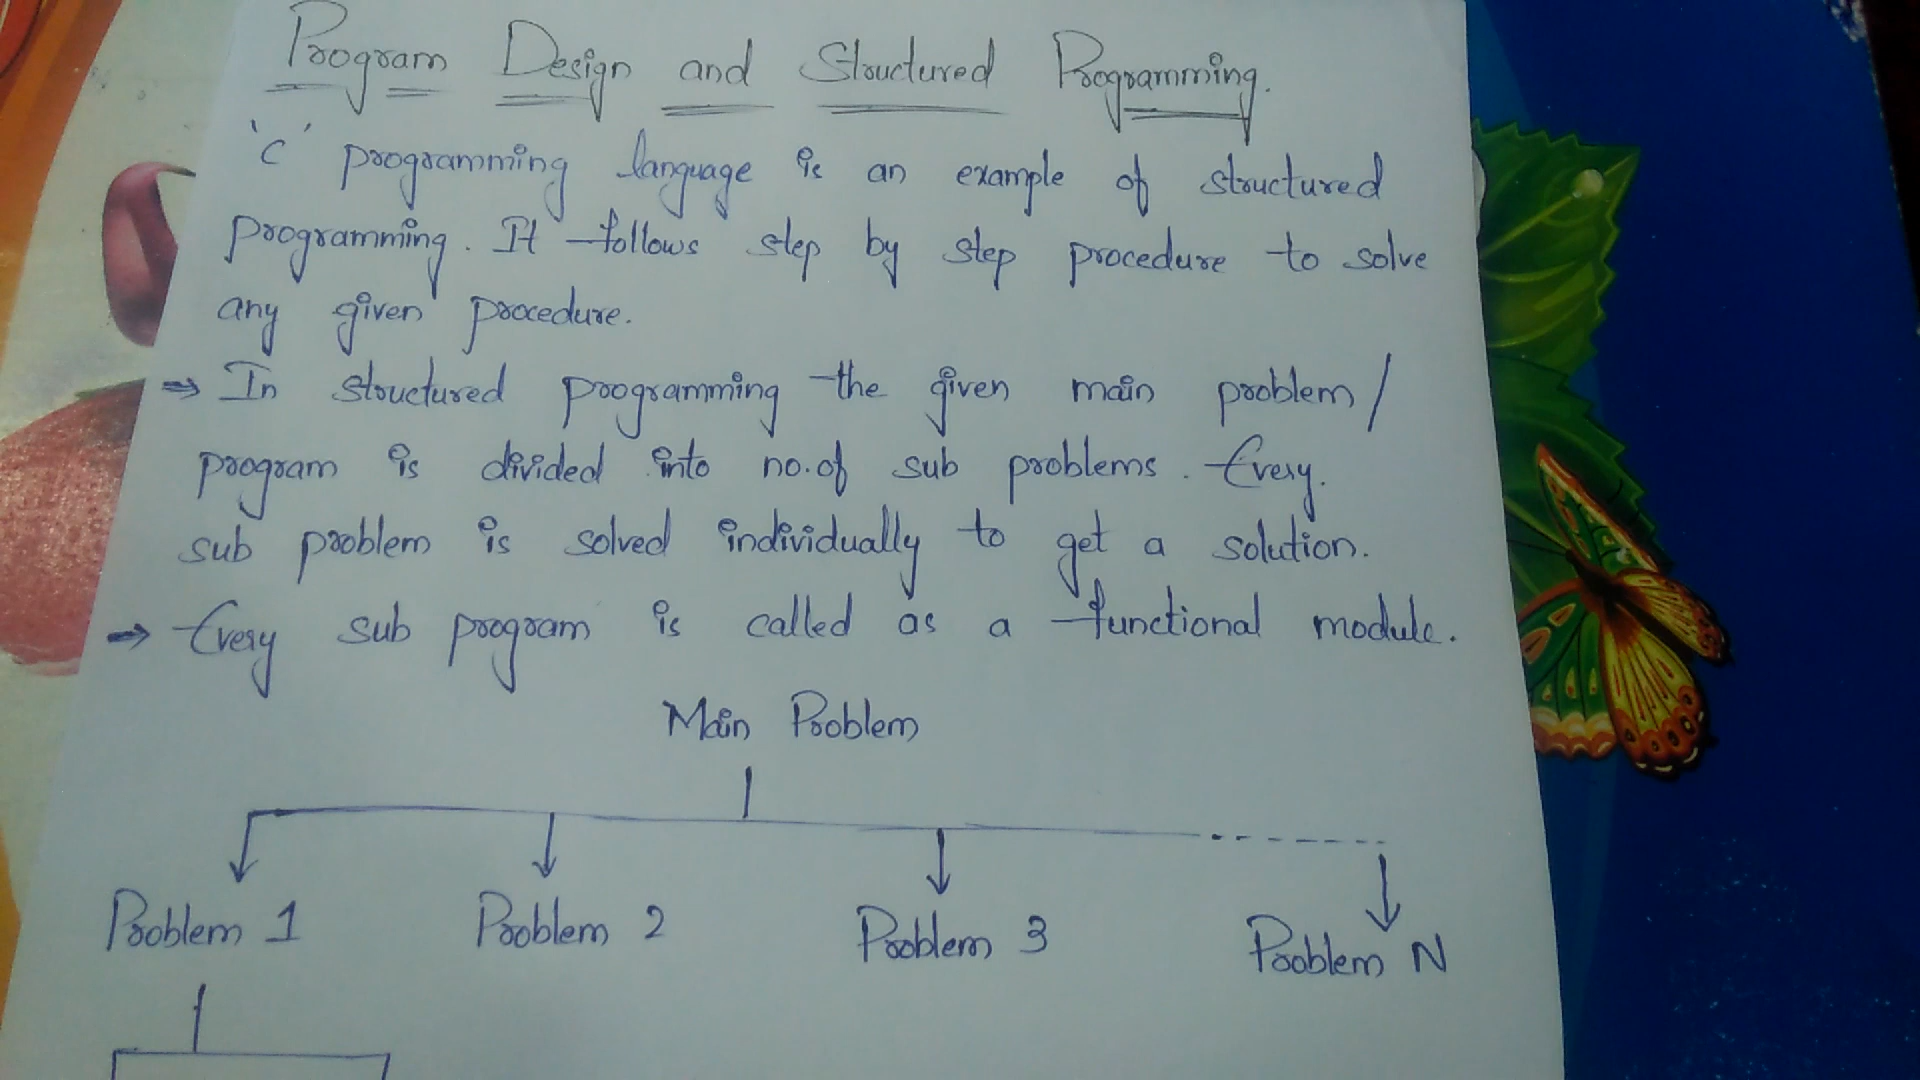 Program Design and Structured Programming.
'C' programming language is an example of structured
programming. It follows step by step procedure to solve
any given procedure.
⇒ In structured programming the given main problem/
program is divided into no.of sub problems. Every.
sub problem is solved individually to get a solution.
⇒ Every sub program is called as a functional module.
Main Problem
Problem 1 Problem 2 Problem 3 Problem N